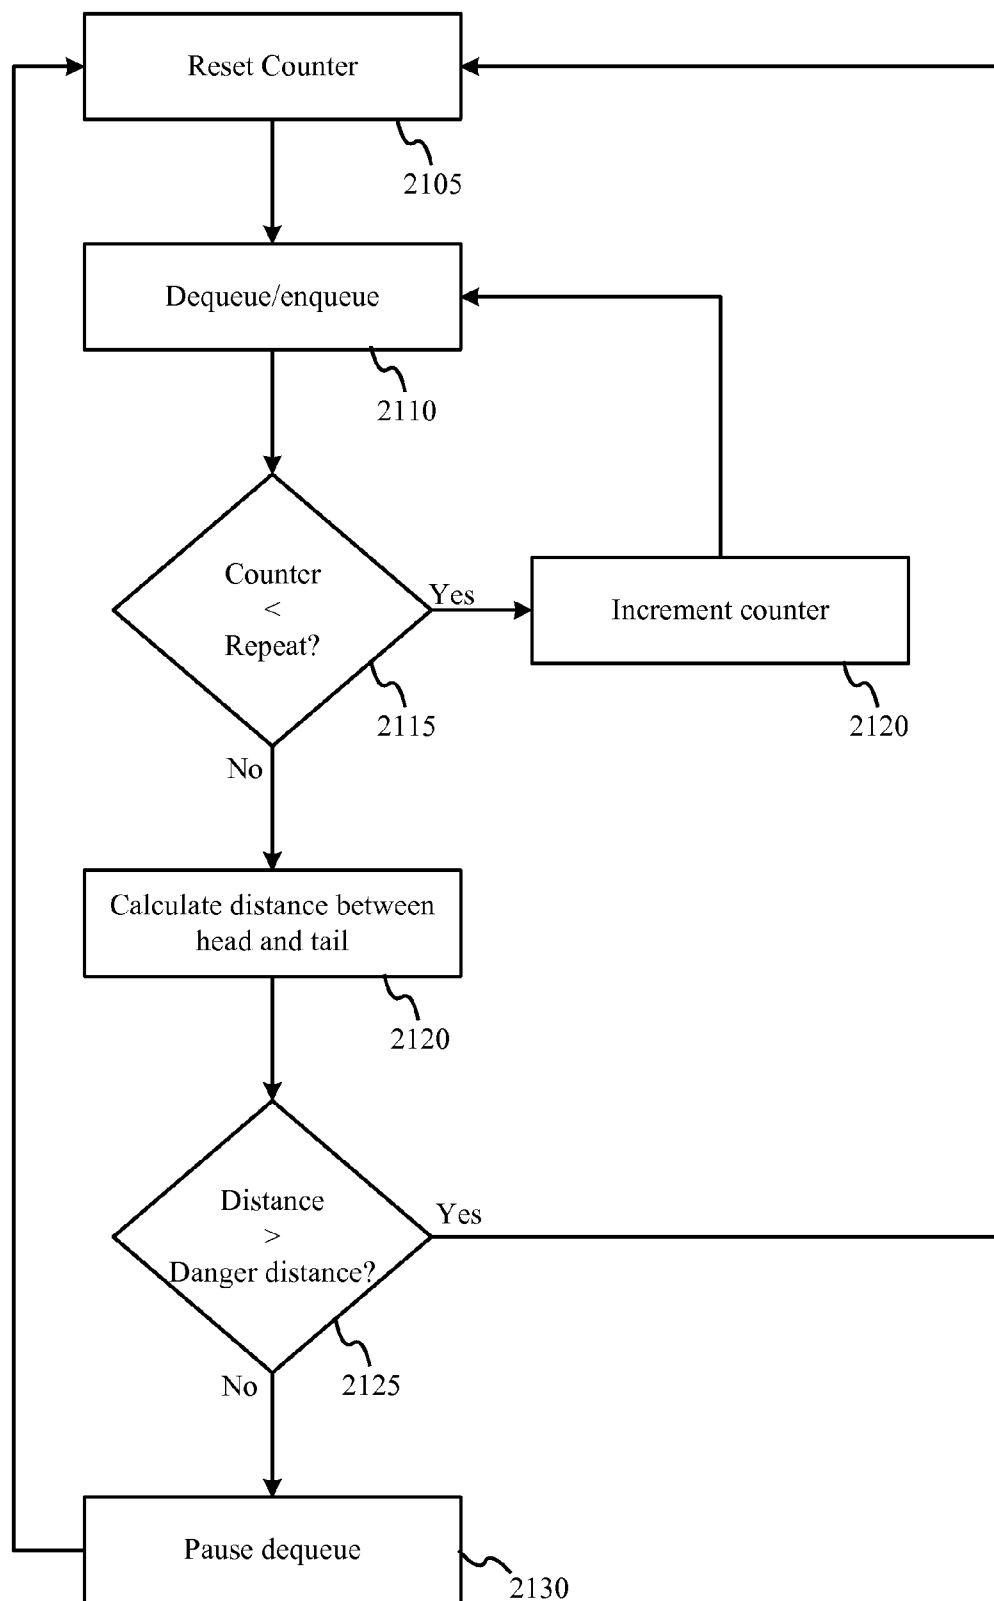 Reset Counter
2105
Dequeue/enqueue
2110
Counter
<
Repeat?
Yes
Increment counter
2115
2120
No
Calculate distance between
head and tail
2120
Distance
>
Danger distance?
Yes
2125
No
Pause dequeue
2130